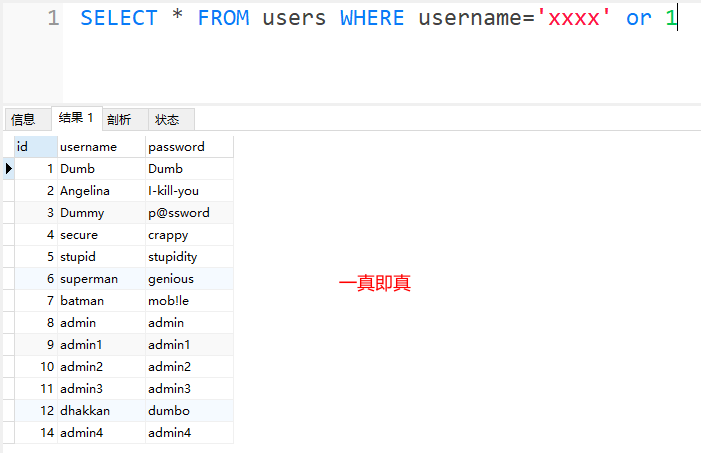 1 SELECT * FROM users WHERE username='xxxx' or 1
信息 结果 1 剖析 状态
id username password
1 Dumb Dumb
2 Angelina I-kill-you
3 Dummy p@ssword
4 secure crappy
5 stupid stupidity
6 superman genious
一真即真
7 batman mob!le
8 admin admin
9 admin1 admin1
10 admin2 admin2
11 admin3 admin3
12 dhakkan dumbo
14 admin4 admin4